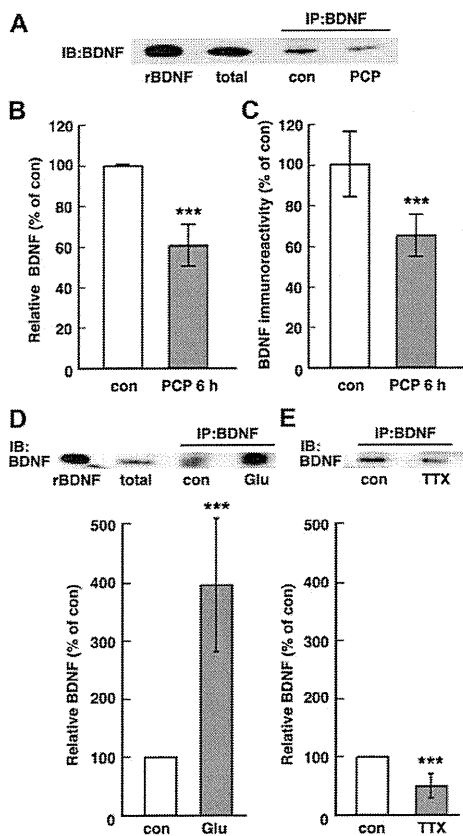 A
IP:BDNF
IB:BDNF
rBDNF total con PCP
B
Relative BDNF (% of con)
120
100
80
60
40
20
0
***
con PCP 6 h
C
BDNF immunoreactivity (% of con)
120
100
80
60
40
20
0
***
con PCP 6 h
D
IP:BDNF
IB:
BDNF
rBDNF total con Glu
Relative BDNF (% of con)
500
400
300
200
100
0
***
con Glu
E
IP:BDNF
IB:
BDNF
con TTX
Relative BDNF (% of con)
500
400
300
200
100
0
***
con TTX